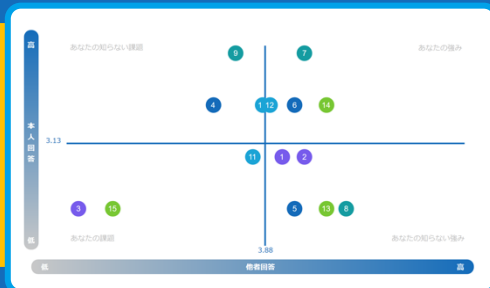 高
あなたの知らない課題
あなたの強み
9
7
4
12
6
14
本人回答
3.13
11
1
2
3
15
5
13
8
低
あなたの課題
あなたの知らない強み
3.88
低
他者回答
高